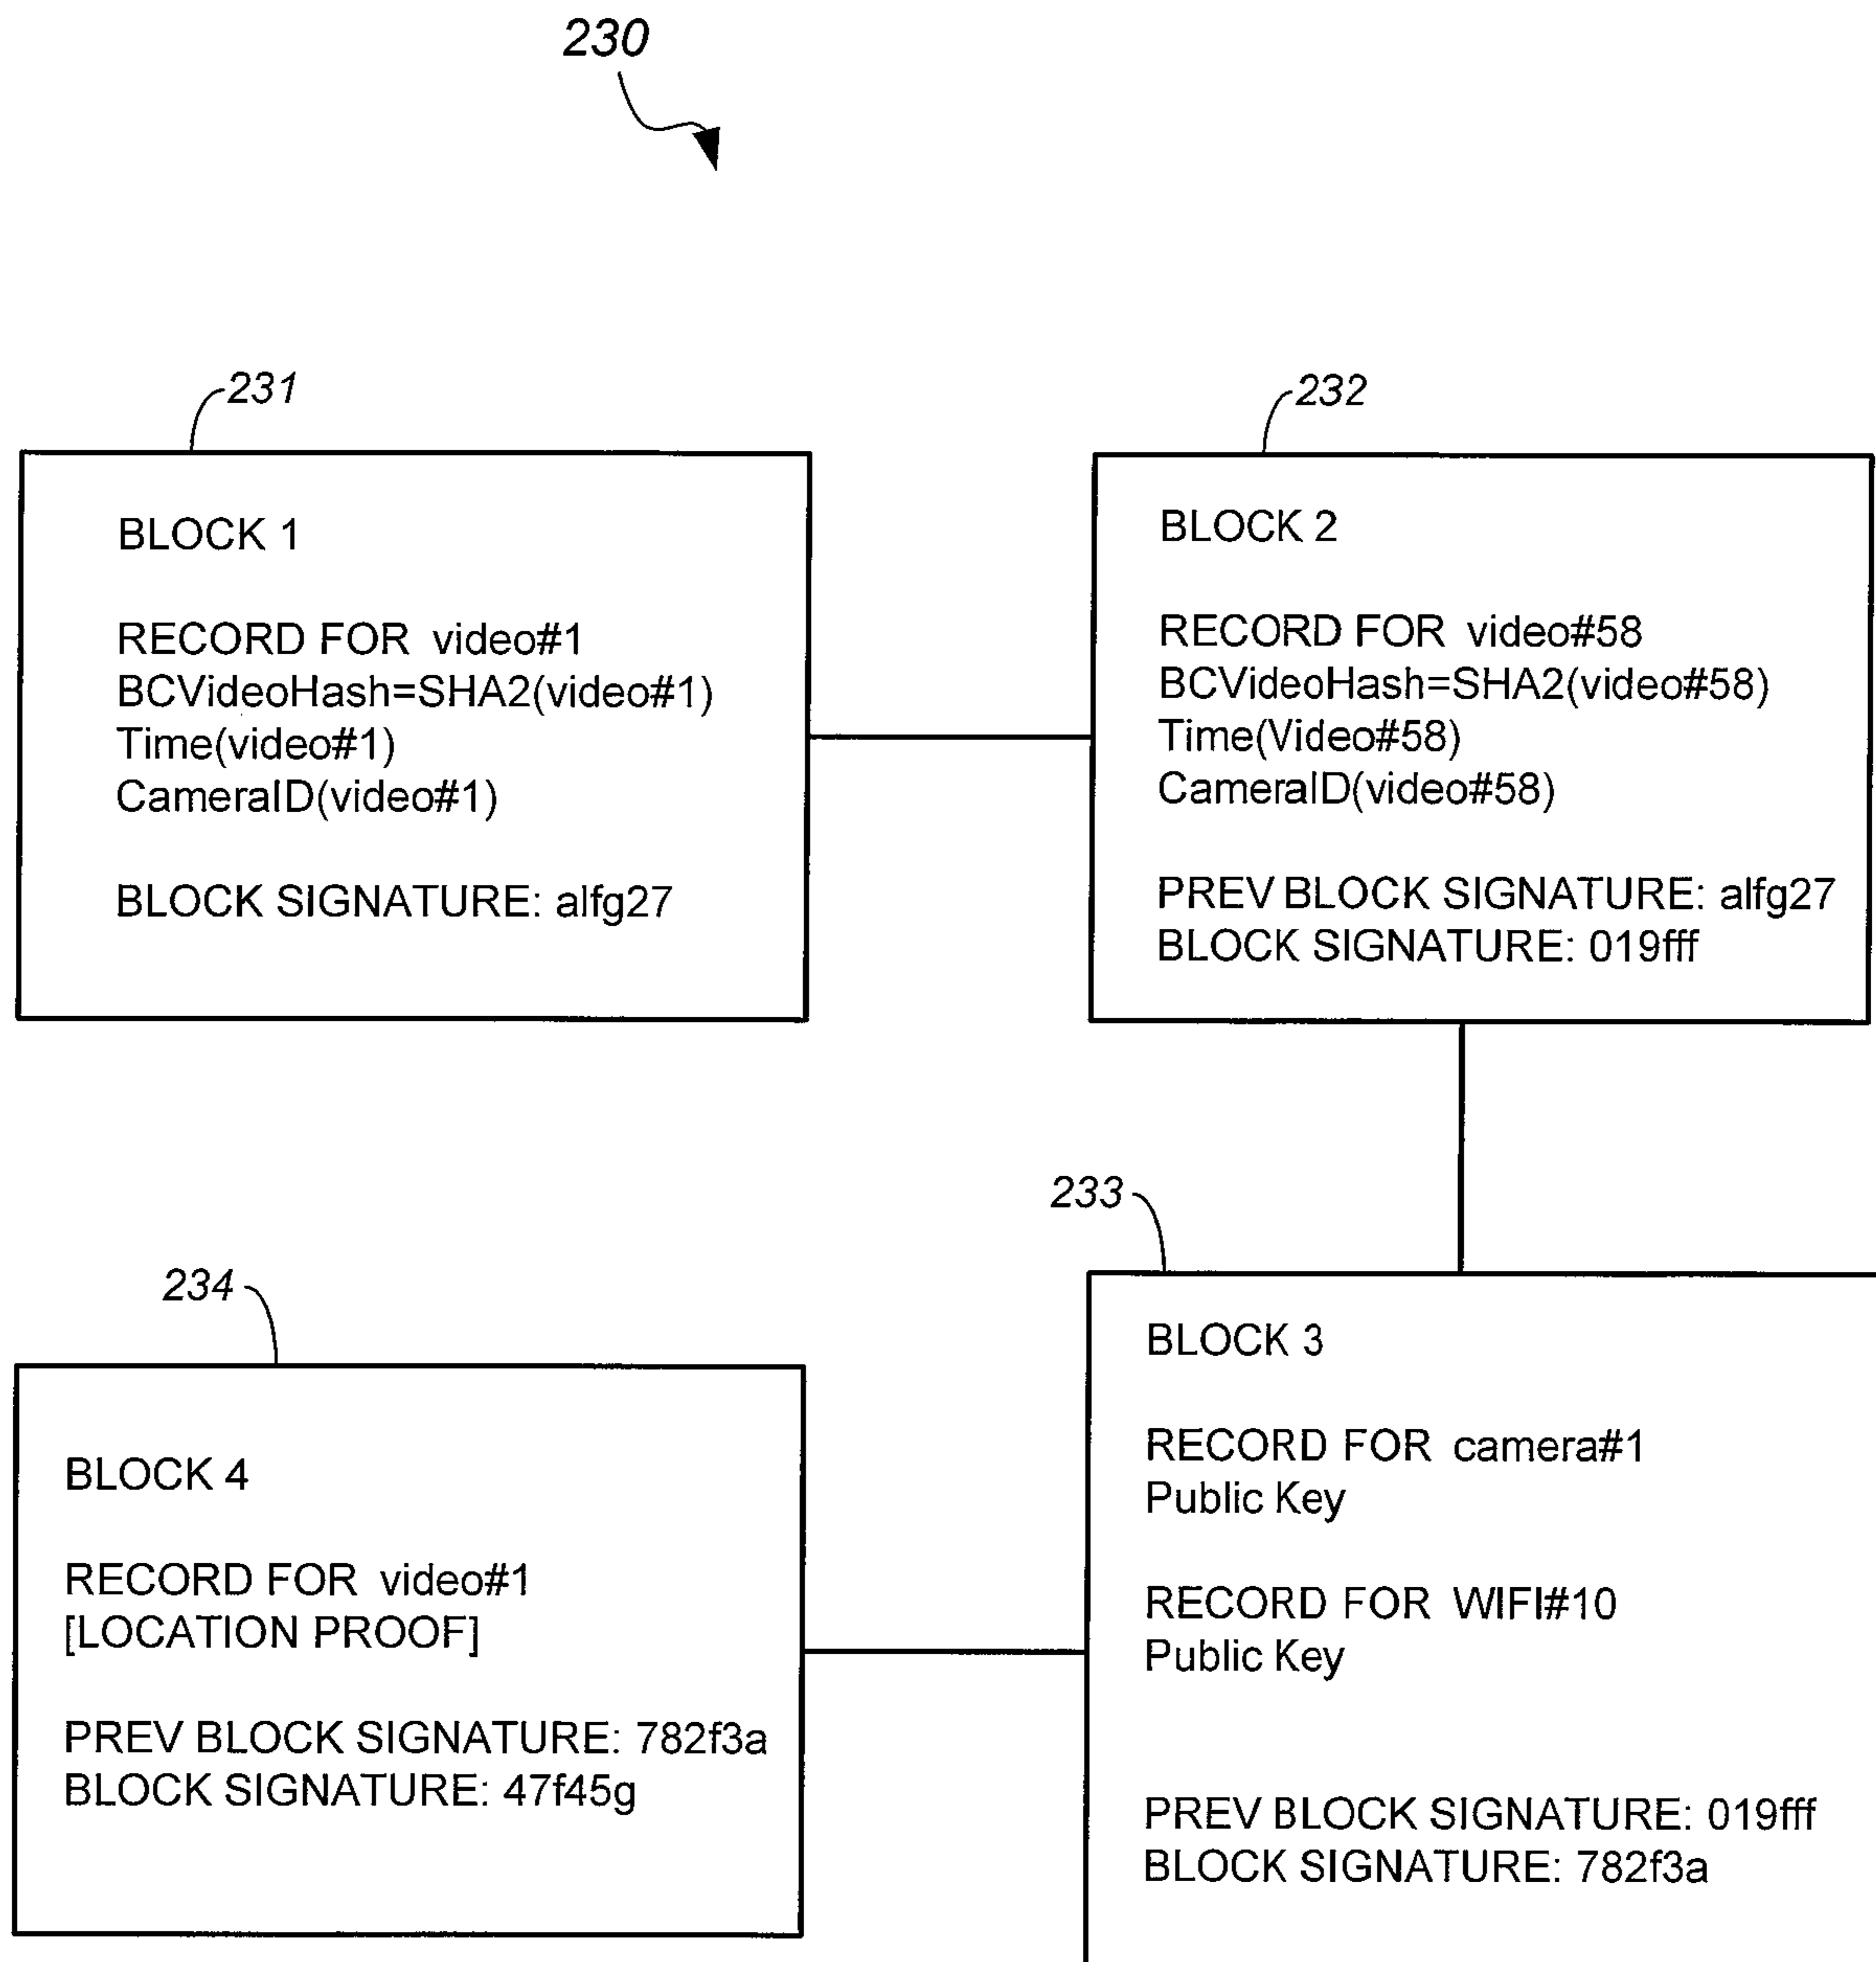 230
231
BLOCK 1
RECORD FOR video#1
BCVideoHash=SHA2(video#1)
Time(video#1)
CameraID(video#1)
BLOCK SIGNATURE: alfg27
232
BLOCK 2
RECORD FOR video#58
BCVideoHash=SHA2(video#58)
Time(Video#58)
CameraID(video#58)
PREV BLOCK SIGNATURE: alfg27
BLOCK SIGNATURE: 019fff
233
BLOCK 3
RECORD FOR camera#1
Public Key
RECORD FOR WIFI#10
Public Key
PREV BLOCK SIGNATURE: 019fff
BLOCK SIGNATURE: 782f3a
234
BLOCK 4
RECORD FOR video#1
[LOCATION PROOF]
PREV BLOCK SIGNATURE: 782f3a
BLOCK SIGNATURE: 47f45g